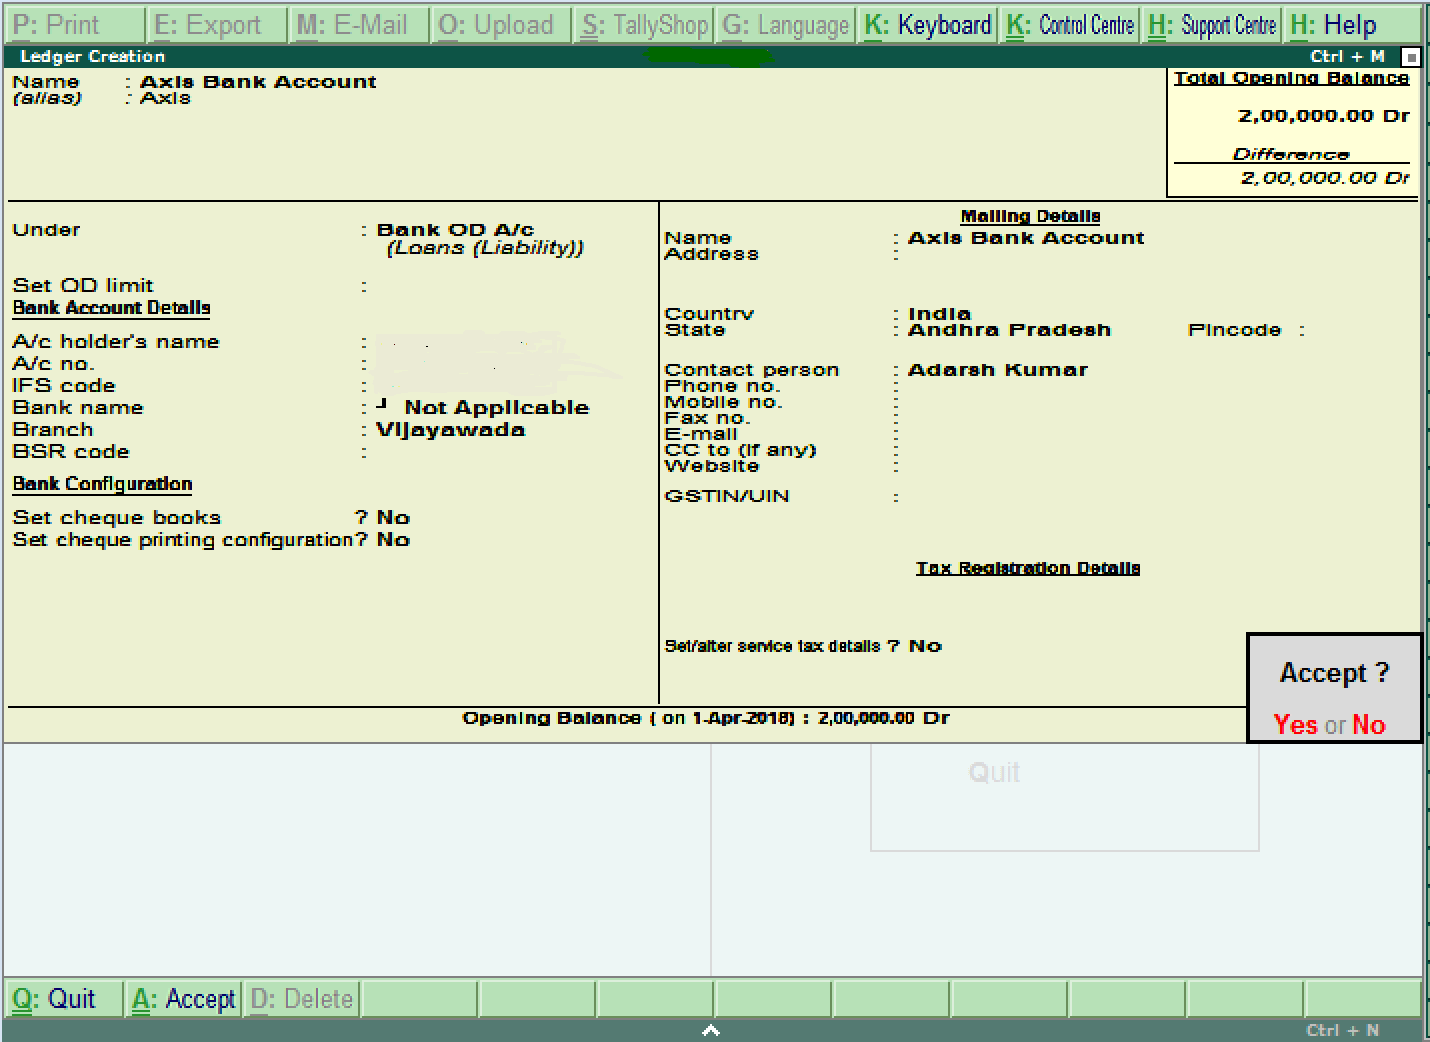 P: Print E: Export M: E-Mail O: Upload S: TallyShop G: Language K: Keyboard K: Control Centre H: Support Centre H: Help
Ledger Creation Ctrl + M
Name : Axis Bank Account
(alias) : Axis
Total Opening Balance
2,00,000.00 Dr
Difference
2,00,000.00 Dr
Under : Bank OD A/c
(Loans (Liability))
Set OD limit :
Bank Account Details
A/c holder's name :
A/c no. :
IFS code :
Bank name : ┘ Not Applicable
Branch : Vijayawada
BSR code :
Bank Configuration
Set cheque books ? No
Set cheque printing configuration? No
Mailing Details
Name : Axis Bank Account
Address :
Country : India
State : Andhra Pradesh Pincode :
Contact person : Adarsh Kumar
Phone no. :
Mobile no. :
Fax no. :
E-mail :
CC to (if any) :
Website :
GSTIN/UIN :
Tax Registration Details
Set/alter service tax details ? No
Accept ?
Yes or No
Opening Balance ( on 1-Apr-2018) : 2,00,000.00 Dr
Quit
Q: Quit A: Accept D: Delete
Ctrl + N